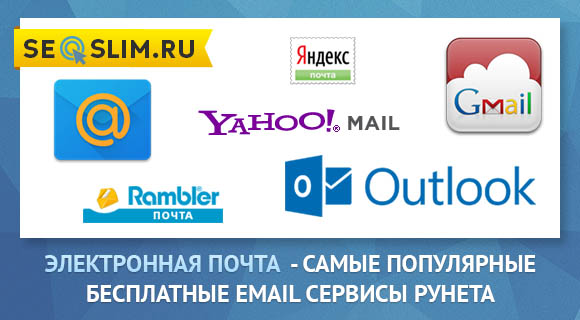 SEOSLIM.RU
Яндекс
почта
@
YAHOO!® MAIL
Gmail
Rambler
ПОЧТА
O Outlook
ЭЛЕКТРОННАЯ ПОЧТА - САМЫЕ ПОПУЛЯРНЫЕ
БЕСПЛАТНЫЕ EMAIL СЕРВИСЫ РУНЕТА